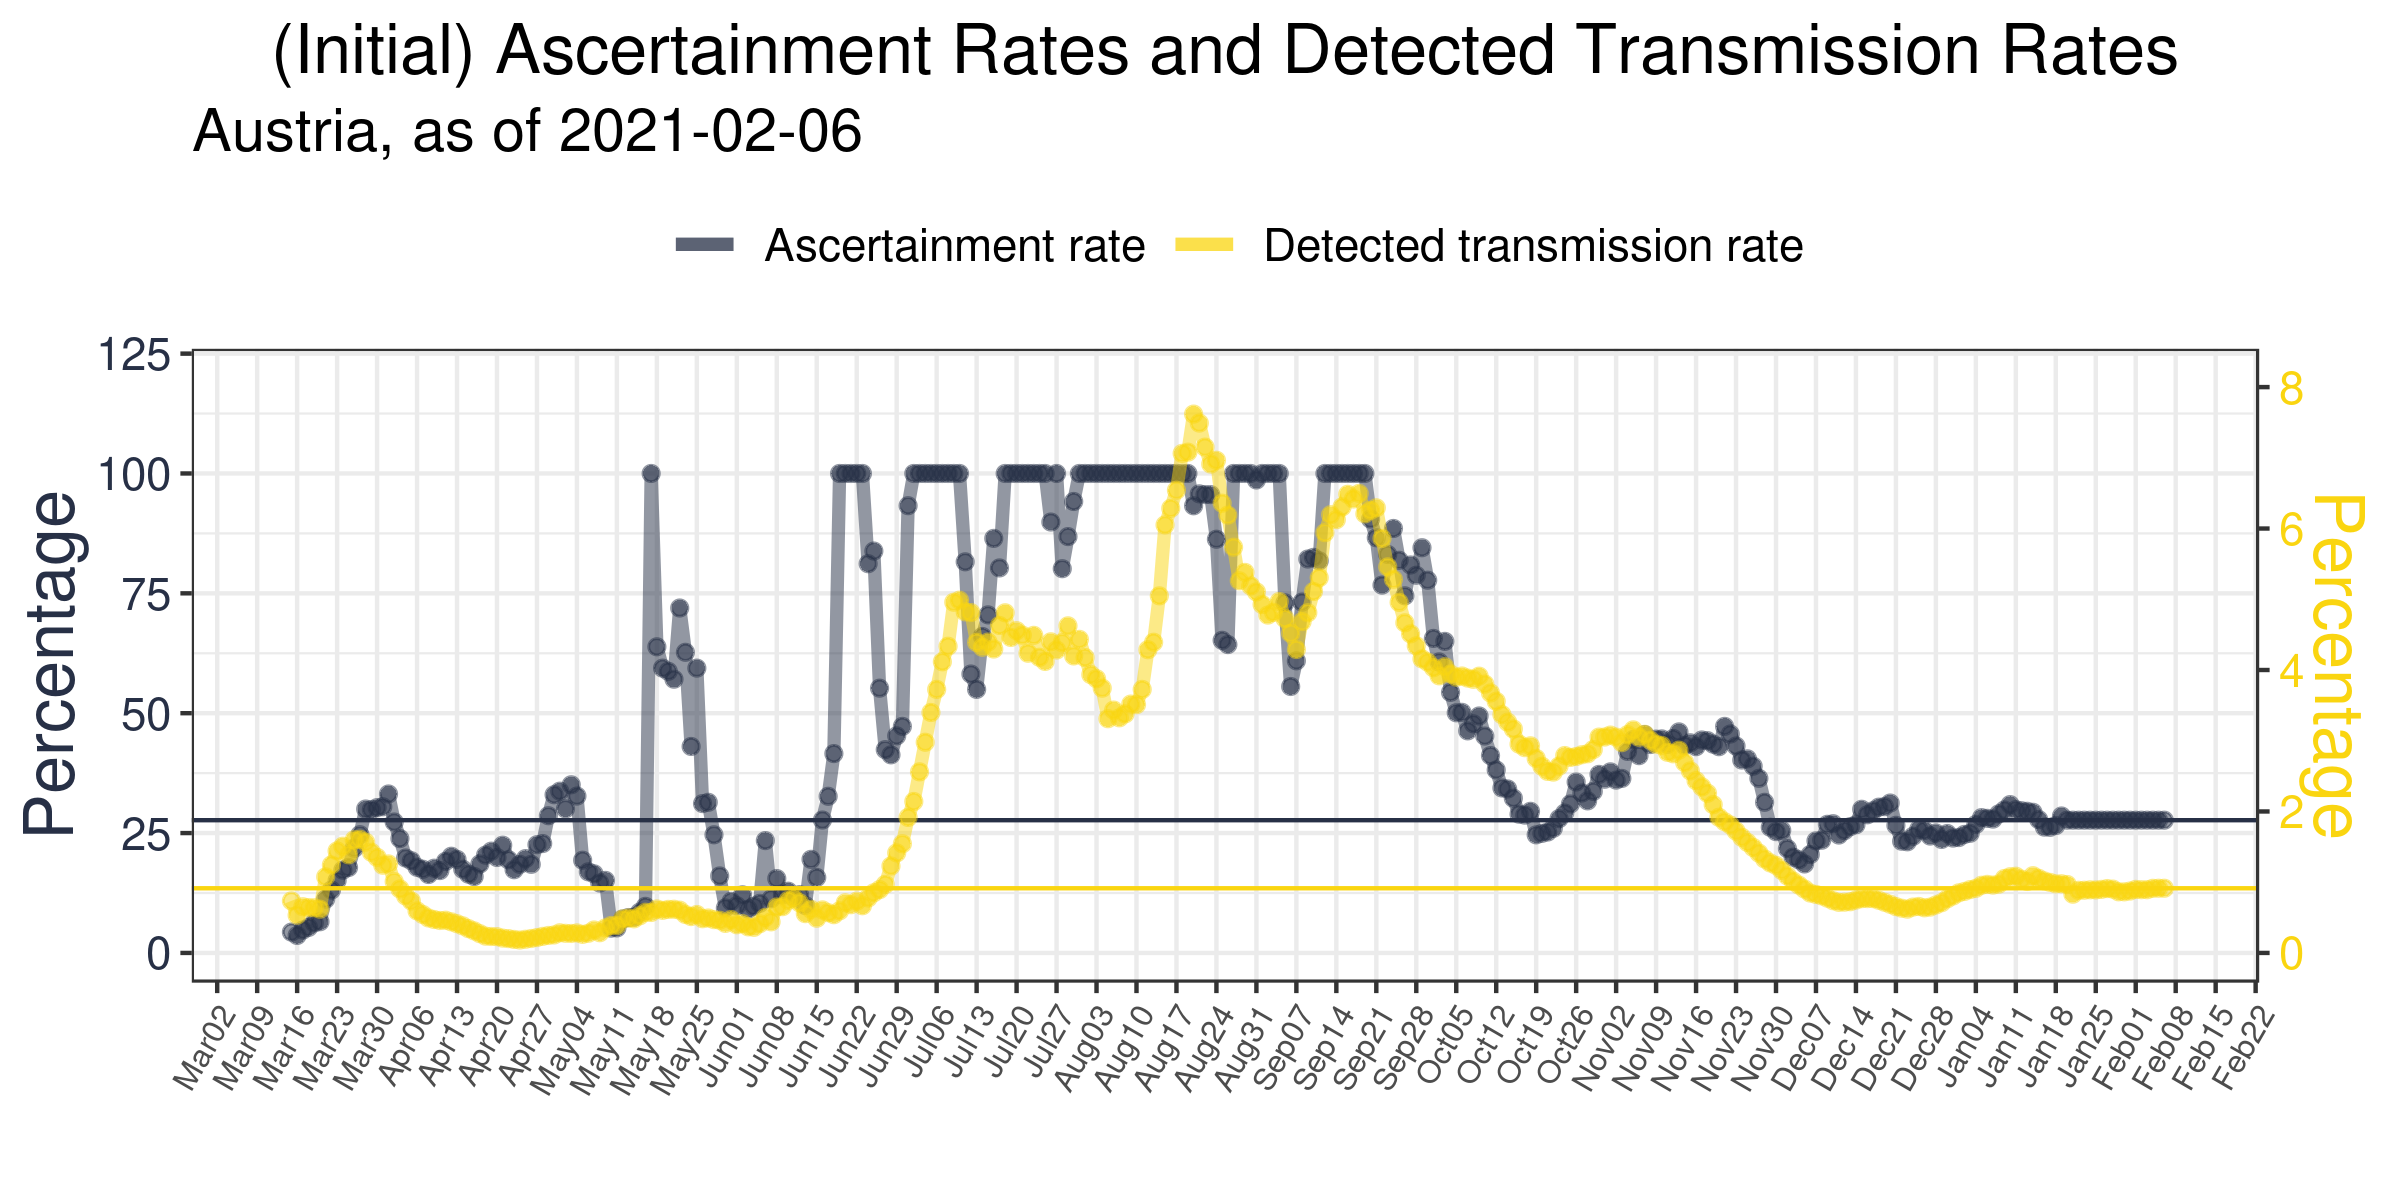 (Initial) Ascertainment Rates and Detected Transmission Rates
Austria, as of 2021-02-06
Ascertainment rate Detected transmission rate
125
100
75
50
25
0
Percentage
8
6
4
2
0
Percentage
Mar02 Mar09 Mar16 Mar23 Mar30 Apr06 Apr13 Apr20 Apr27 May04 May11 May18 May25 Jun01 Jun08 Jun15 Jun22 Jun29 Jul06 Jul13 Jul20 Jul27 Aug03 Aug10 Aug17 Aug24 Aug31 Sep07 Sep14 Sep21 Sep28 Oct05 Oct12 Oct19 Oct26 Nov02 Nov09 Nov16 Nov23 Nov30 Dec07 Dec14 Dec21 Dec28 Jan04 Jan11 Jan18 Jan25 Feb01 Feb08 Feb15 Feb22